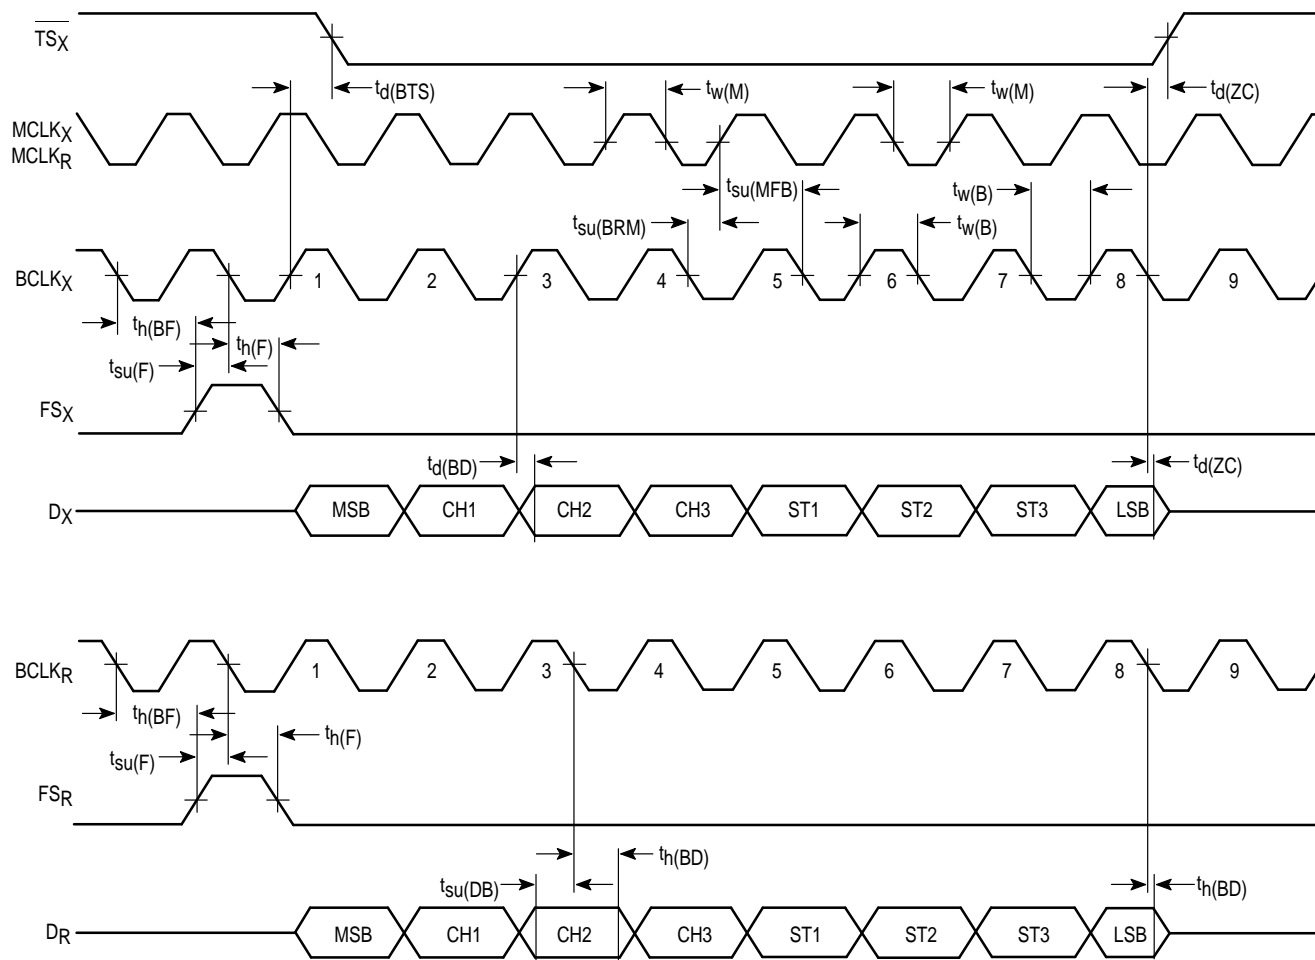 TSX
td(BTS) tw(M) tw(M) td(ZC)
MCLKX
MCLKR
tsu(MFB) tw(B)
tsu(BRM) tw(B)
BCLKX 1 2 3 4 5 6 7 8 9
th(BF)
th(F)
tsu(F)
FSX
td(BD) td(ZC)
DX MSB CH1 CH2 CH3 ST1 ST2 ST3 LSB
BCLKR 1 2 3 4 5 6 7 8 9
th(BF)
th(F)
tsu(F)
FSR
th(BD)
tsu(DB) th(BD)
DR MSB CH1 CH2 CH3 ST1 ST2 ST3 LSB